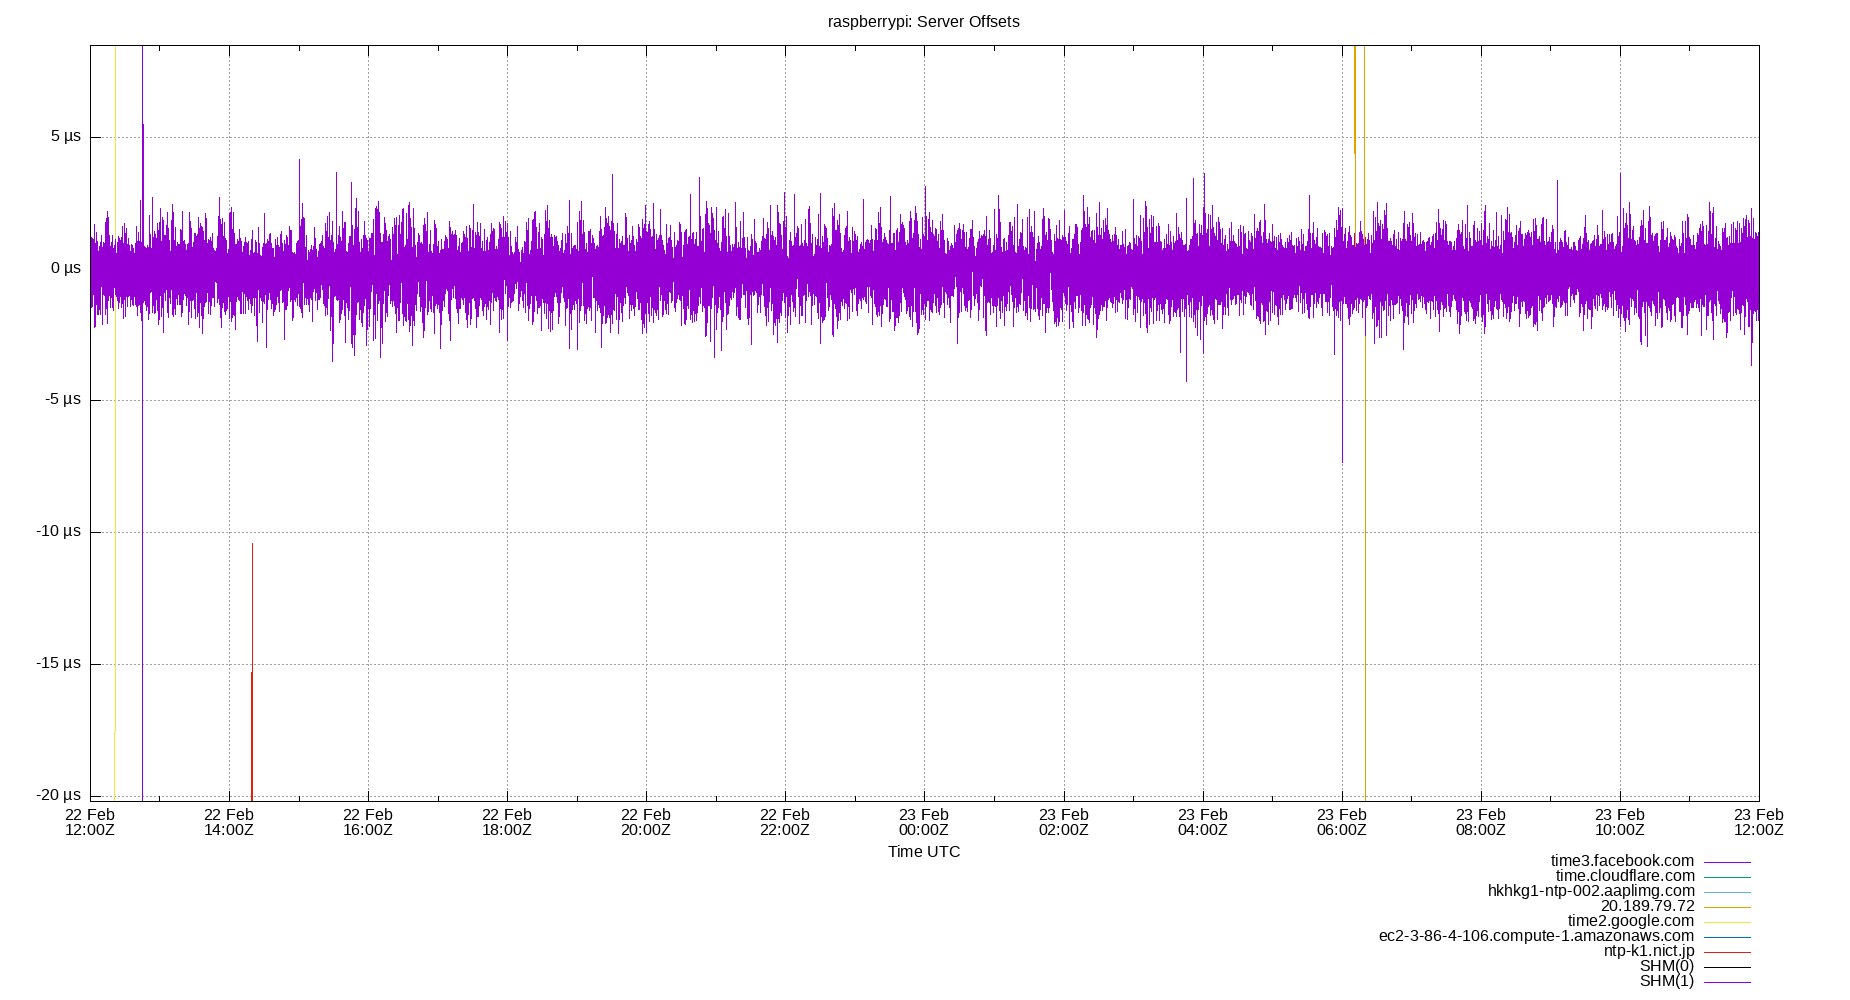 raspberrypi: Server Offsets
5 µs
0 µs
-5 µs
-10 µs
-15 µs
-20 µs
22 Feb 22 Feb 22 Feb 22 Feb 22 Feb 22 Feb 23 Feb 23 Feb 23 Feb 23 Feb 23 Feb 23 Feb 23 Feb
12:00Z 14:00Z 16:00Z 18:00Z 20:00Z 22:00Z 00:00Z 02:00Z 04:00Z 06:00Z 08:00Z 10:00Z 12:00Z
Time UTC
time3.facebook.com
time.cloudflare.com
hkhkg1-ntp-002.aaplimg.com
20.189.79.72
time2.google.com
ec2-3-86-4-106.compute-1.amazonaws.com
ntp-k1.nict.jp
SHM(0)
SHM(1)